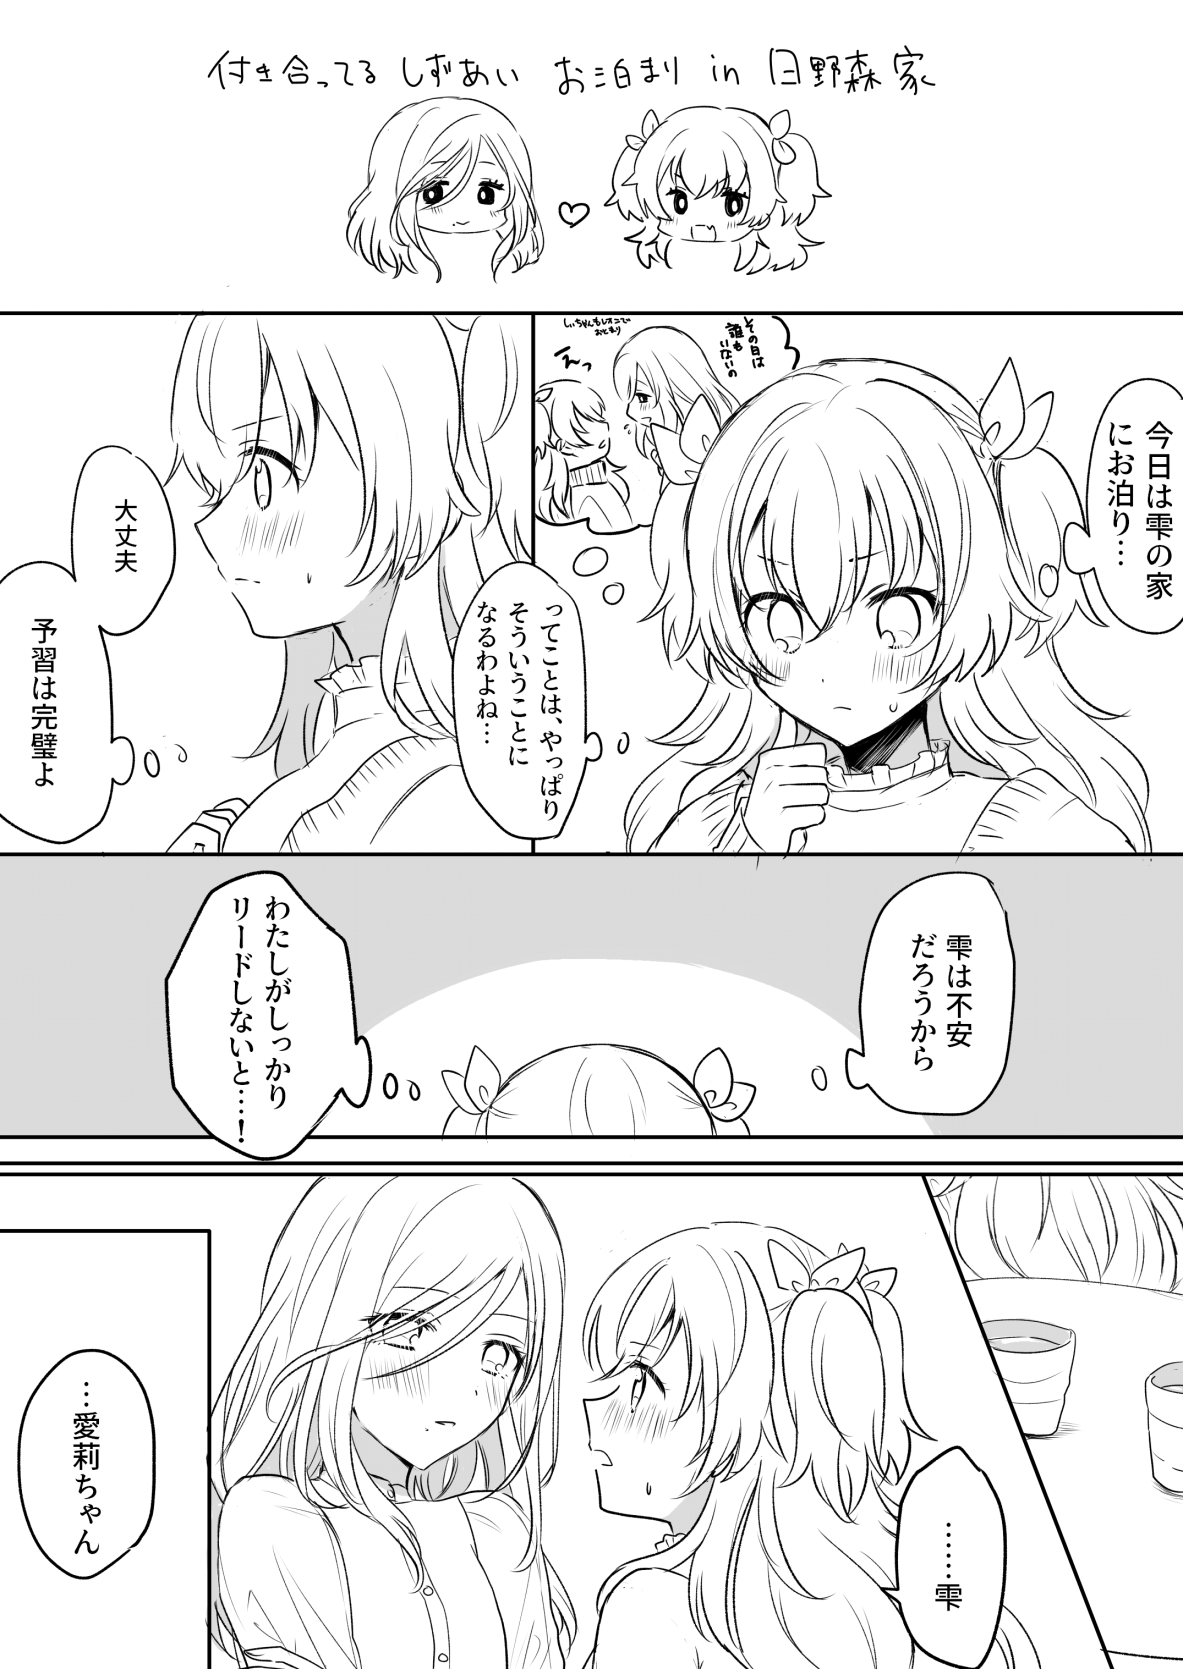 付き合ってる しずあい お泊まり in 日野森家
今日は雫の家
にお泊り…
その日は
誰も
いないの
しぃちゃんもレオニで
おとまり
えっ
ってことは、やっぱり
そういうことに
なるわよね…
大丈夫
予習は完璧よ
雫は不安
だろうから
わたしがしっかり
リードしないと…！
……雫
…愛莉ちゃん